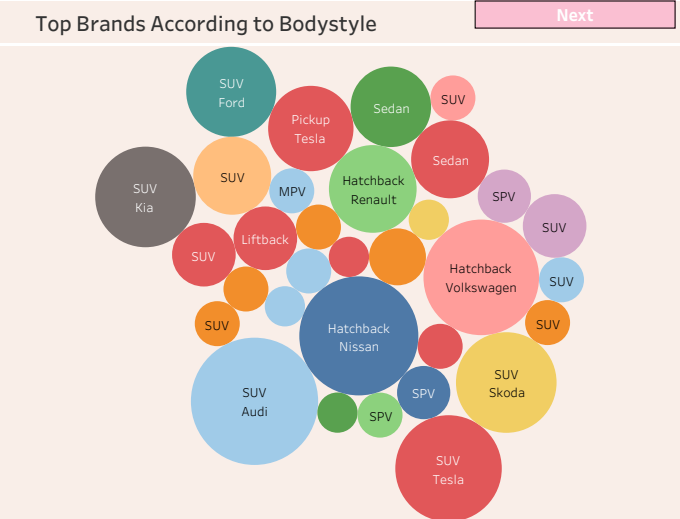 Top Brands According to Bodystyle
Next
SUV
Ford
Sedan
SUV
Pickup
Tesla
Sedan
SUV
MPV
Hatchback
Renault
SUV
Kia
SPV
SUV
Liftback
SUV
Hatchback
Volkswagen
SUV
SUV
SUV
Hatchback
Nissan
SUV
Skoda
SUV
Audi
SPV
SPV
SUV
Tesla